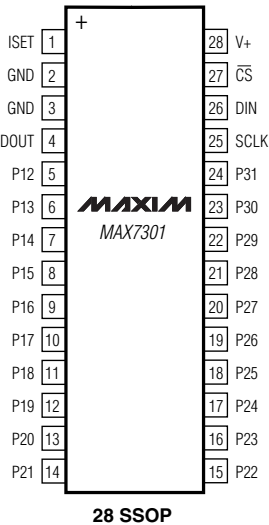 +
ISET 1 28 V+
GND 2 27 C̅S̅
GND 3 26 DIN
DOUT 4 25 SCLK
P12 5 24 P31
P13 6 MAXIM 23 P30
P14 7 MAX7301 22 P29
P15 8 21 P28
P16 9 20 P27
P17 10 19 P26
P18 11 18 P25
P19 12 17 P24
P20 13 16 P23
P21 14 15 P22
28 SSOP